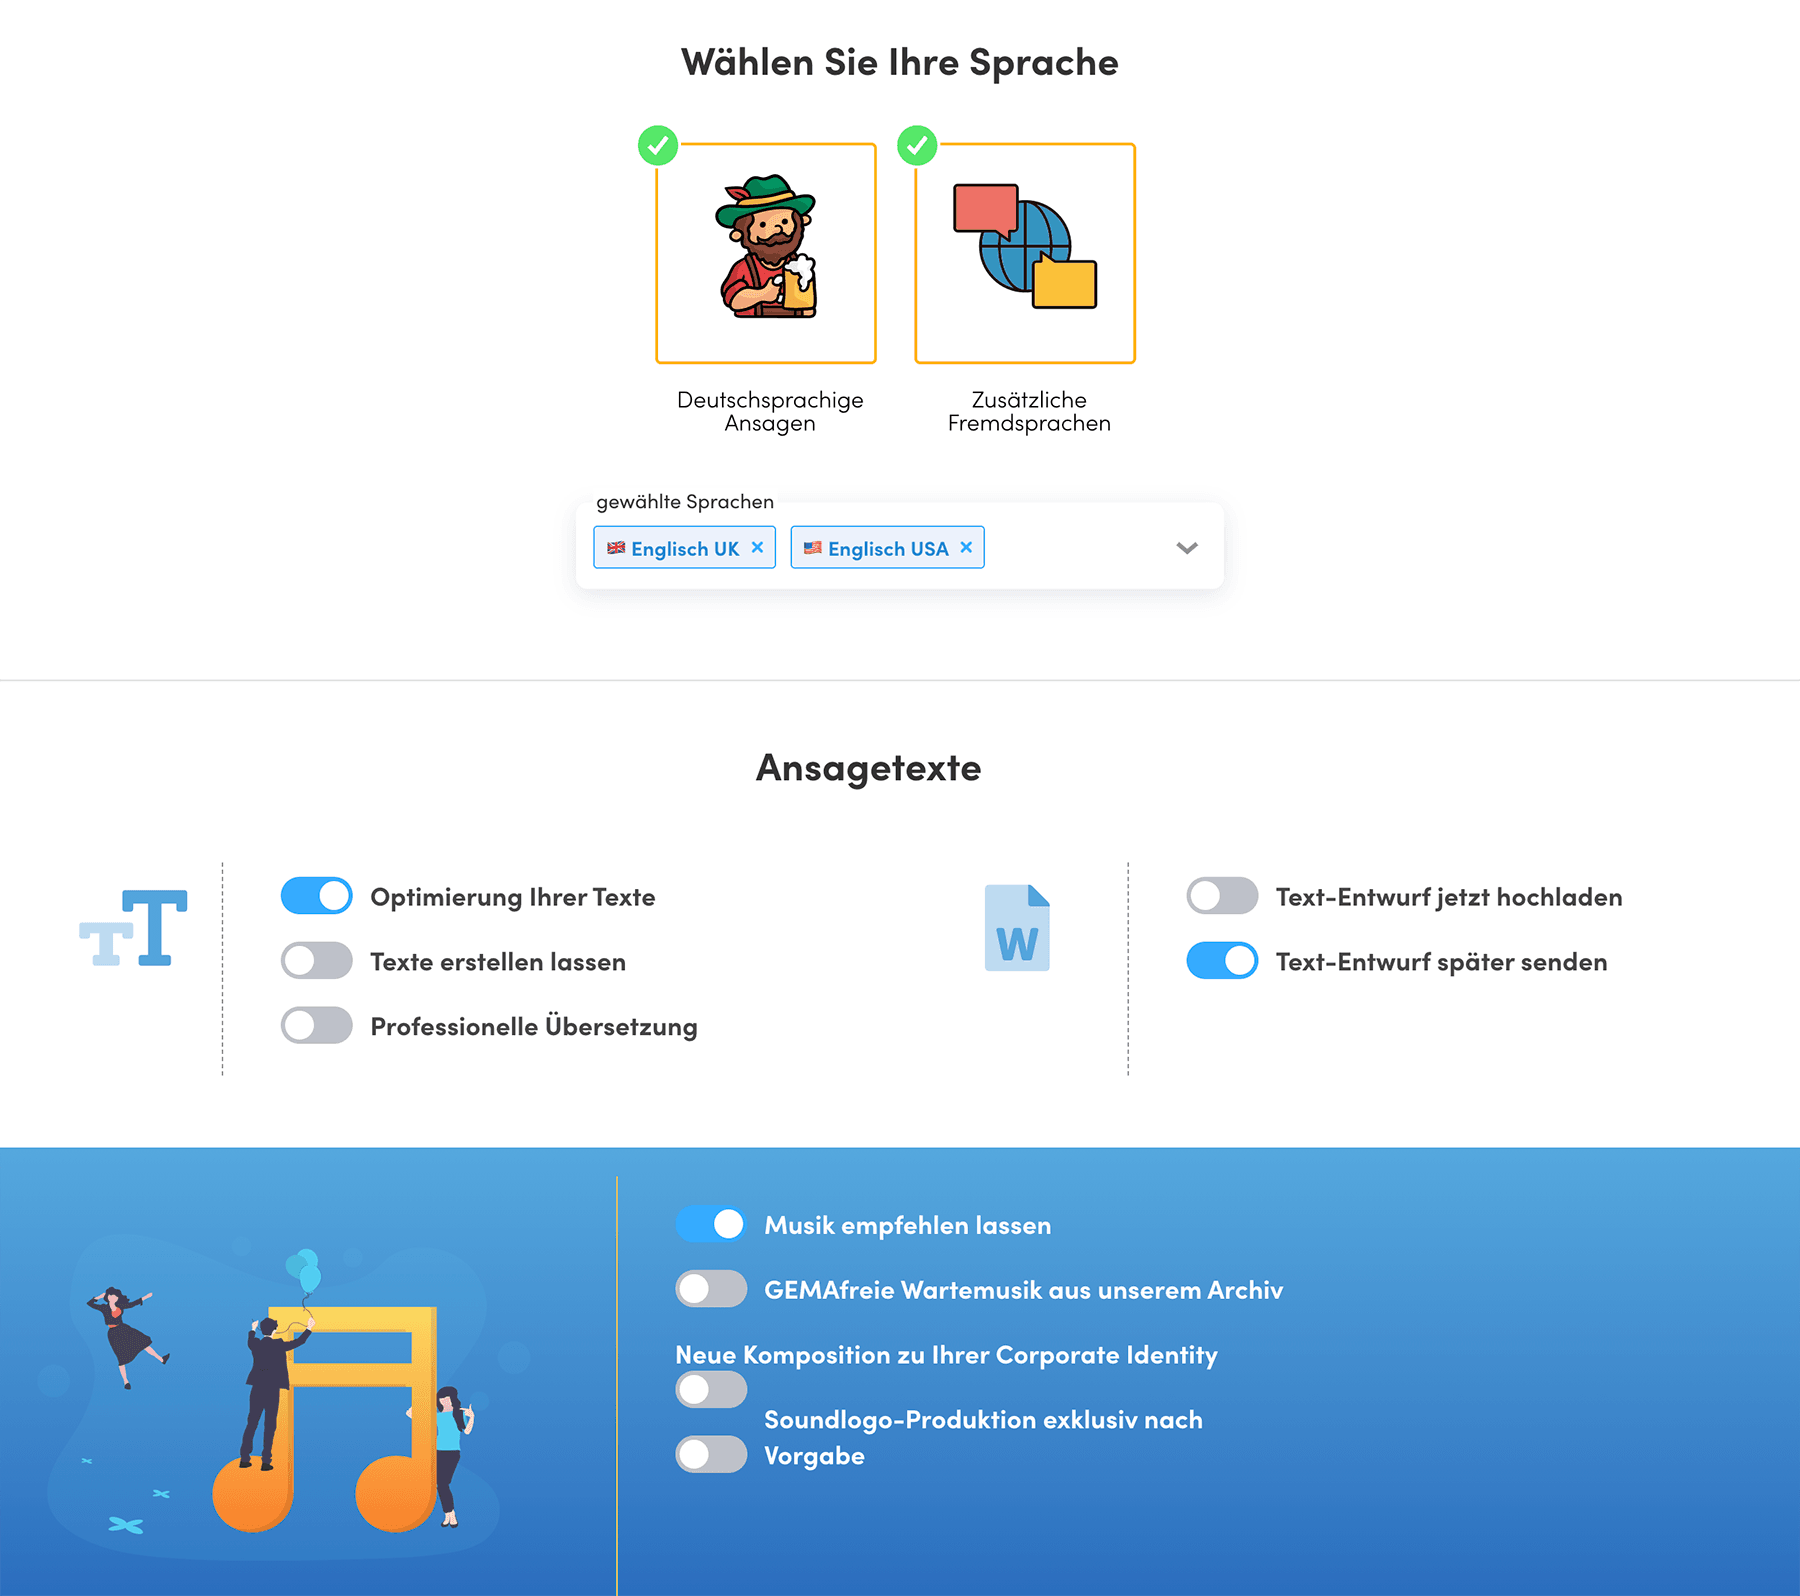 Wählen Sie Ihre Sprache
Deutschsprachige
Ansagen
Zusätzliche
Fremdsprachen
gewählte Sprachen
Englisch UK ×
Englisch USA ×
Ansagetexte
T T
Optimierung Ihrer Texte
Texte erstellen lassen
Professionelle Übersetzung
W
Text-Entwurf jetzt hochladen
Text-Entwurf später senden
Musik empfehlen lassen
GEMAfreie Wartemusik aus unserem Archiv
Neue Komposition zu Ihrer Corporate Identity
Soundlogo-Produktion exklusiv nach
Vorgabe